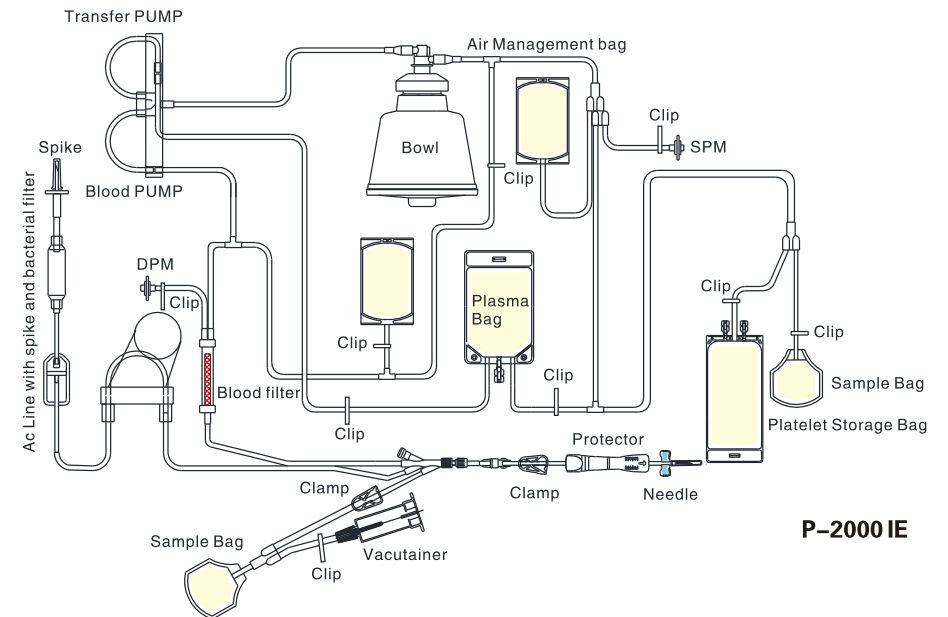 Transfer PUMP
Air Management bag
Clip
SPM
Spike
Bowl
Clip
Blood PUMP
Ac Line with spike and bacterial filter
DPM
Clip
Plasma
Bag
Clip
Clip
Clip
Clip
Blood filter
Sample Bag
Clip
Platelet Storage Bag
Protector
Clamp
Clamp
Needle
P-2000 IE
Sample Bag
Vacutainer
Clip